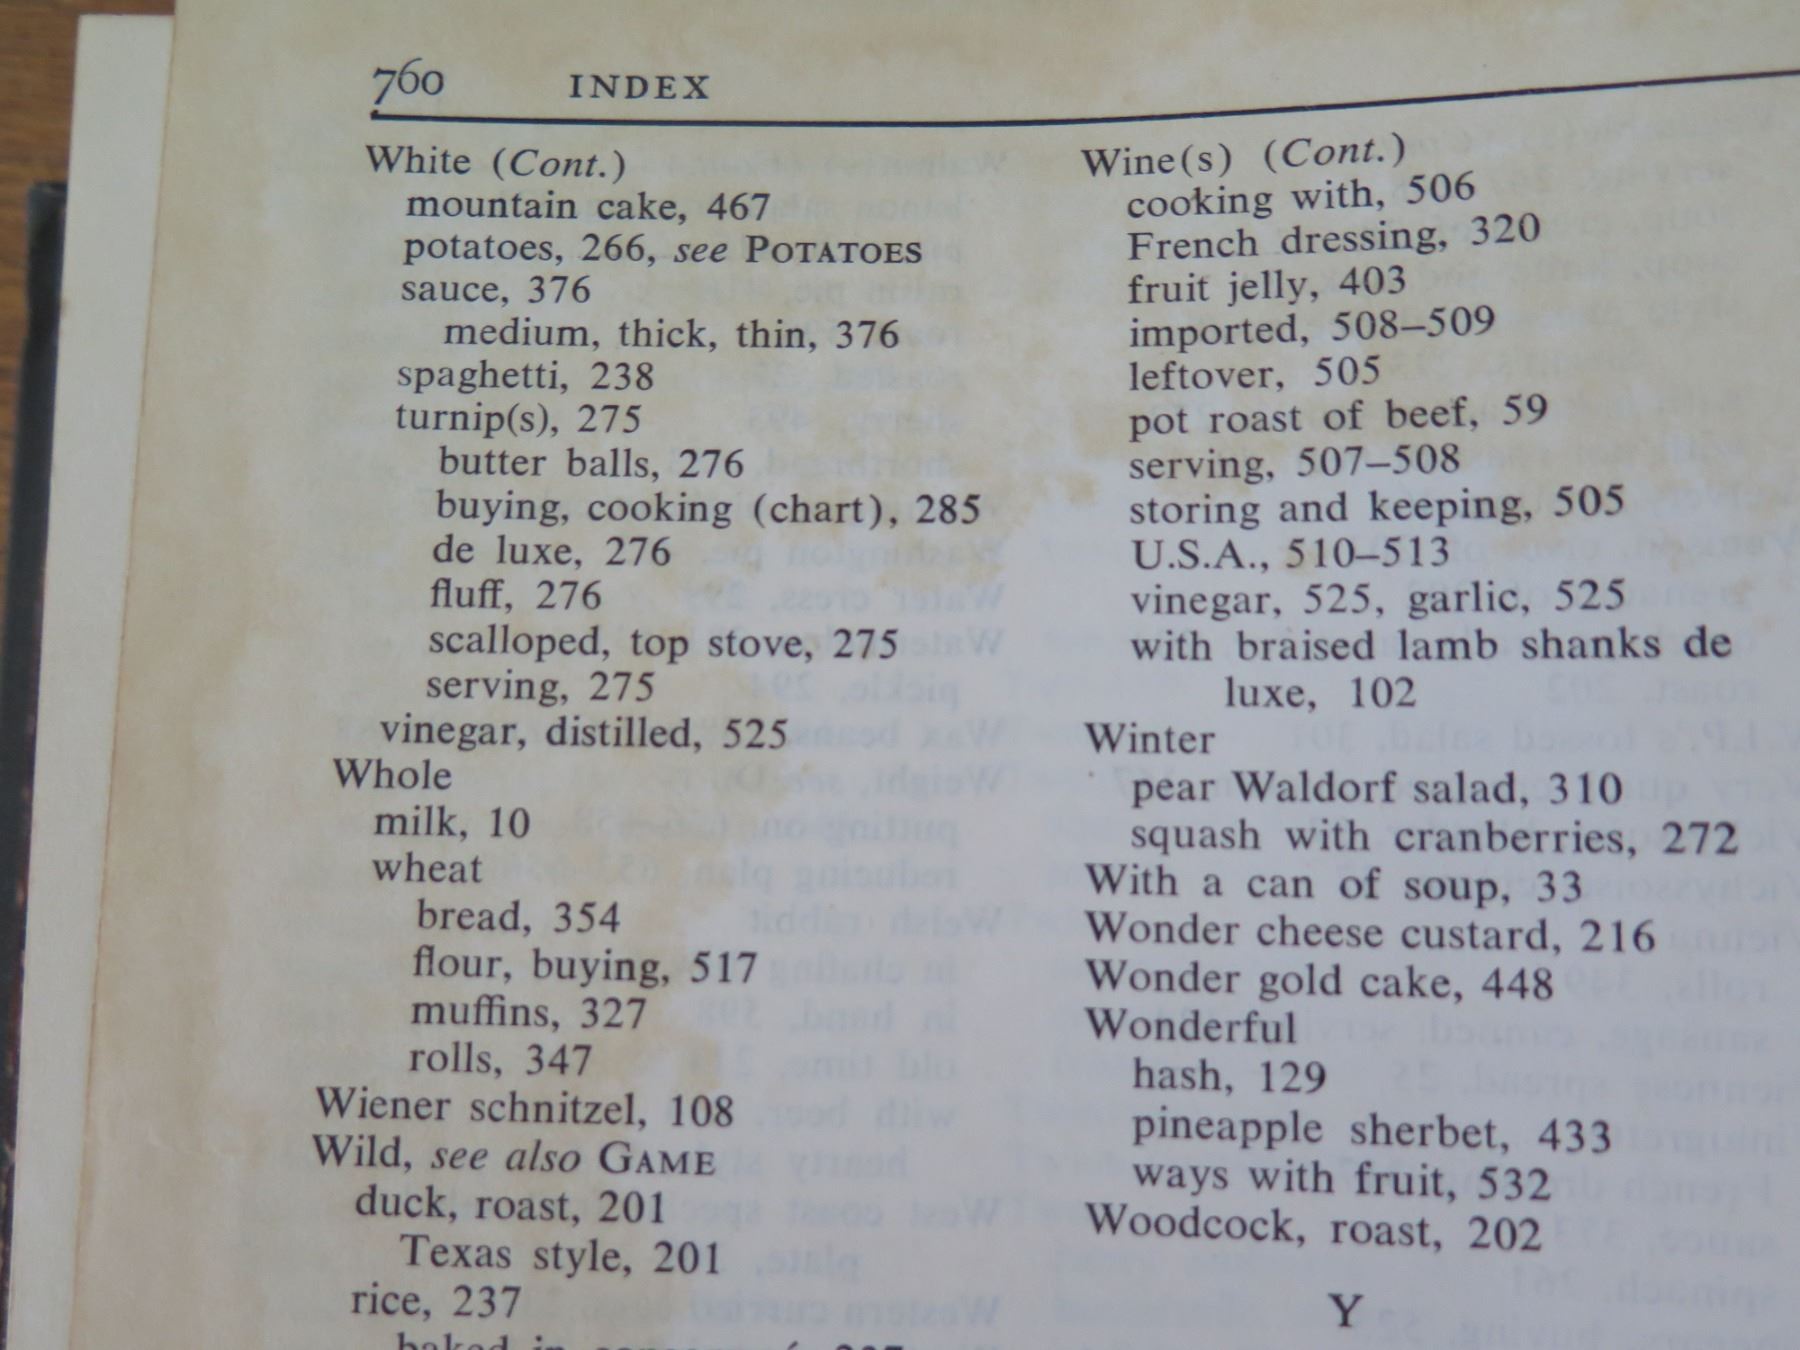 760 INDEX
White (Cont.)
mountain cake, 467
potatoes, 266, see POTATOES
sauce, 376
medium, thick, thin, 376
spaghetti, 238
turnip(s), 275
butter balls, 276
buying, cooking (chart), 285
de luxe, 276
fluff, 276
scalloped, top stove, 275
serving, 275
vinegar, distilled, 525
Whole
milk, 10
wheat
bread, 354
flour, buying, 517
muffins, 327
rolls, 347
Wiener schnitzel, 108
Wild, see also GAME
duck, roast, 201
Texas style, 201
rice, 237
baked in
Wine(s) (Cont.)
cooking with, 506
French dressing, 320
fruit jelly, 403
imported, 508–509
leftover, 505
pot roast of beef, 59
serving, 507–508
storing and keeping, 505
U.S.A., 510–513
vinegar, 525, garlic, 525
with braised lamb shanks de
luxe, 102
Winter
pear Waldorf salad, 310
squash with cranberries, 272
With a can of soup, 33
Wonder cheese custard, 216
Wonder gold cake, 448
Wonderful
hash, 129
pineapple sherbet, 433
ways with fruit, 532
Woodcock, roast, 202
Y